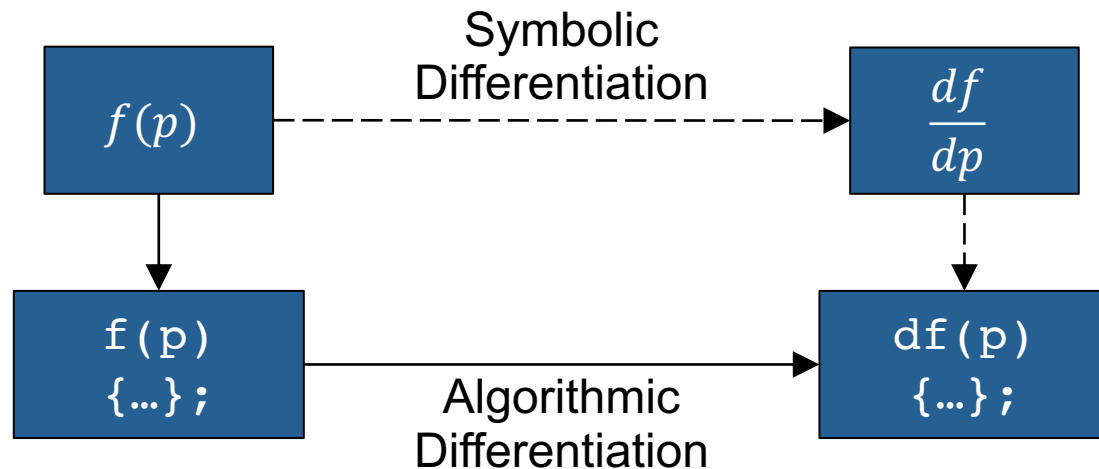 Symbolic
Differentiation
f(p)
df
dp
f(p)
{…};
df(p)
{…};
Algorithmic
Differentiation